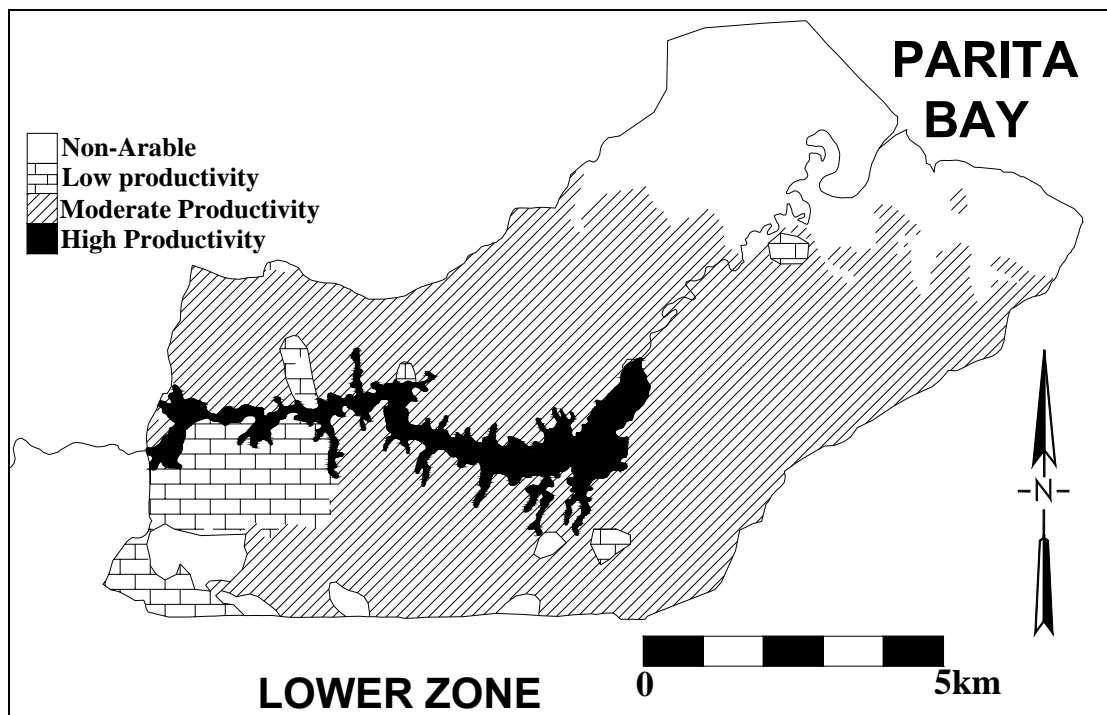 PARITA
BAY
Non-Arable
Low productivity
Moderate Productivity
High Productivity
N
0
5km
LOWER ZONE